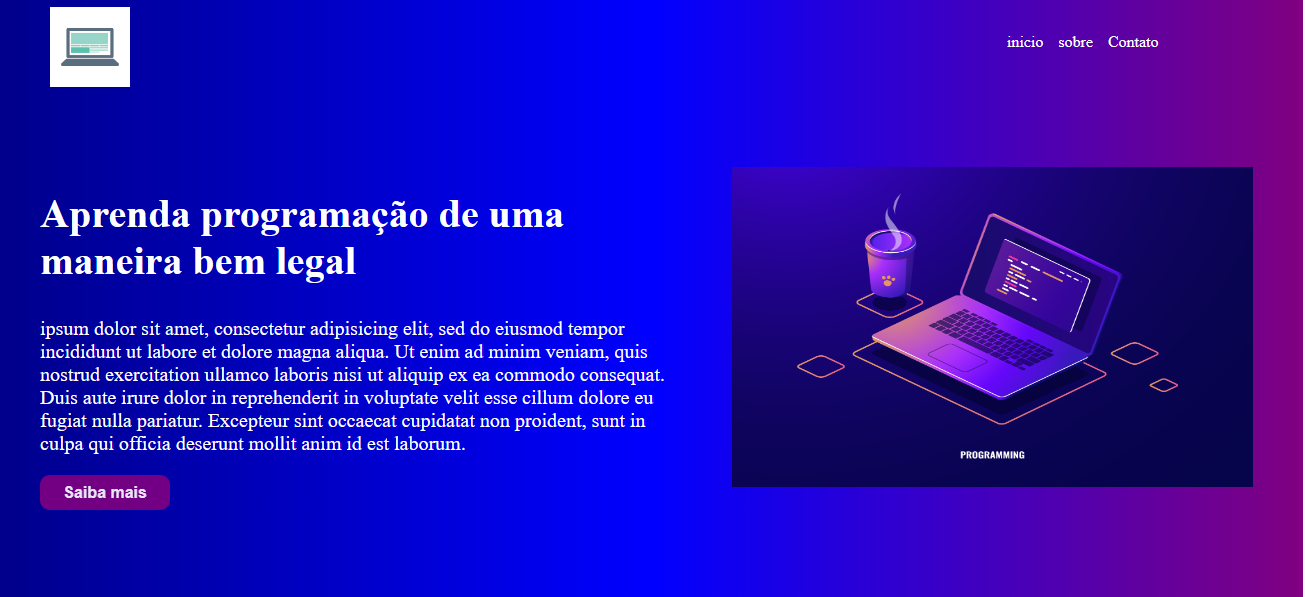 inicio sobre Contato
Aprenda programação de uma
maneira bem legal
ipsum dolor sit amet, consectetur adipisicing elit, sed do eiusmod tempor
incididunt ut labore et dolore magna aliqua. Ut enim ad minim veniam, quis
nostrud exercitation ullamco laboris nisi ut aliquip ex ea commodo consequat.
Duis aute irure dolor in reprehenderit in voluptate velit esse cillum dolore eu
fugiat nulla pariatur. Excepteur sint occaecat cupidatat non proident, sunt in
culpa qui officia deserunt mollit anim id est laborum.
Saiba mais
PROGRAMMING